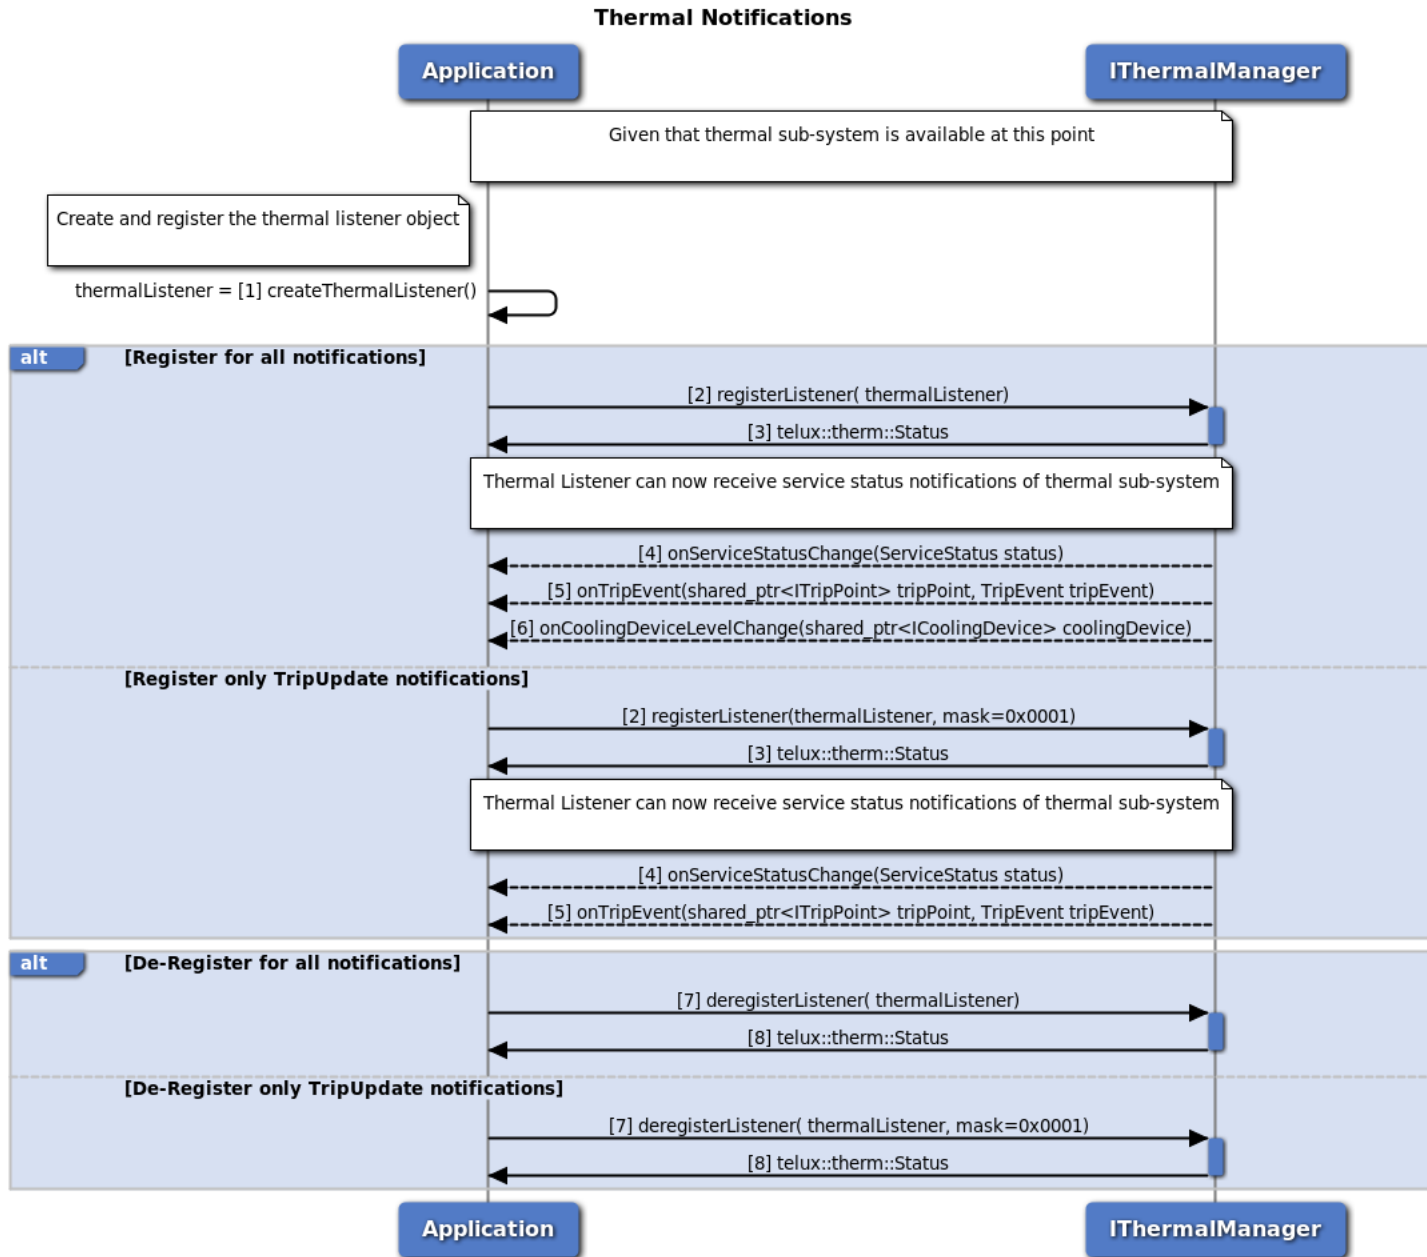 Thermal Notifications
Application
IThermalManager
Given that thermal sub-system is available at this point
Create and register the thermal listener object
thermalListener = [1] createThermalListener()
alt
[Register for all notifications]
[2] registerListener( thermalListener)
[3] telux::therm::Status
Thermal Listener can now receive service status notifications of thermal sub-system
[4] onServiceStatusChange(ServiceStatus status)
[5] onTripEvent(shared_ptr<ITripPoint> tripPoint, TripEvent tripEvent)
[6] onCoolingDeviceLevelChange(shared_ptr<ICoolingDevice> coolingDevice)
[Register only TripUpdate notifications]
[2] registerListener(thermalListener, mask=0x0001)
[3] telux::therm::Status
Thermal Listener can now receive service status notifications of thermal sub-system
[4] onServiceStatusChange(ServiceStatus status)
[5] onTripEvent(shared_ptr<ITripPoint> tripPoint, TripEvent tripEvent)
alt
[De-Register for all notifications]
[7] deregisterListener( thermalListener)
[8] telux::therm::Status
[De-Register only TripUpdate notifications]
[7] deregisterListener( thermalListener, mask=0x0001)
[8] telux::therm::Status
Application
IThermalManager